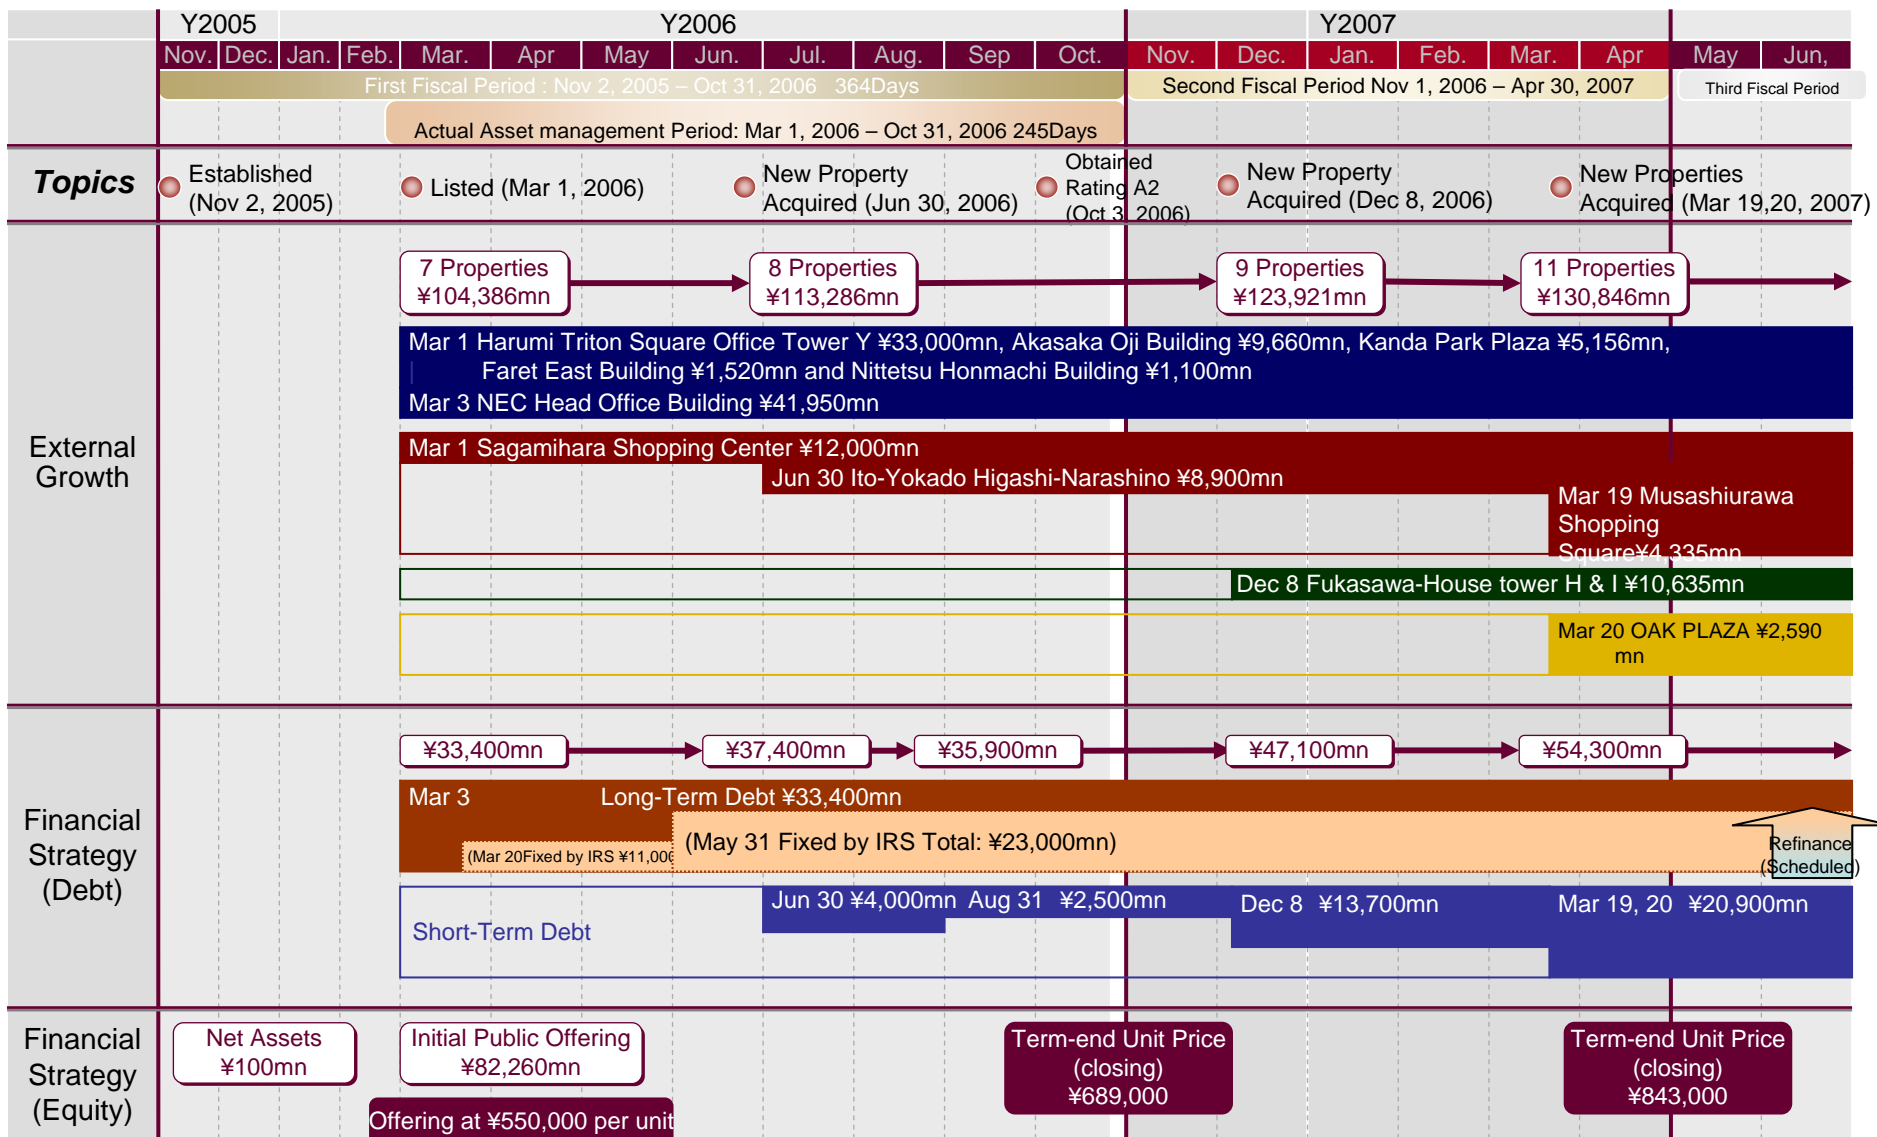 Y2005 Y2006 Y2007
Nov. Dec. Jan. Feb. Mar. Apr May Jun. Jul. Aug. Sep Oct. Nov. Dec. Jan. Feb. Mar. Apr May Jun,
First Fiscal Period : Nov 2, 2005 – Oct 31, 2006 364Days
Second Fiscal Period Nov 1, 2006 – Apr 30, 2007
Third Fiscal Period
Actual Asset management Period: Mar 1, 2006 – Oct 31, 2006 245Days
Topics
Established
(Nov 2, 2005)
Listed (Mar 1, 2006)
New Property
Acquired (Jun 30, 2006)
Obtained
Rating A2
(Oct 3, 2006)
New Property
Acquired (Dec 8, 2006)
New Properties
Acquired (Mar 19,20, 2007)
External
Growth
7 Properties
¥104,386mn
8 Properties
¥113,286mn
9 Properties
¥123,921mn
11 Properties
¥130,846mn
Mar 1 Harumi Triton Square Office Tower Y ¥33,000mn, Akasaka Oji Building ¥9,660mn, Kanda Park Plaza ¥5,156mn,
Faret East Building ¥1,520mn and Nittetsu Honmachi Building ¥1,100mn
Mar 3 NEC Head Office Building ¥41,950mn
Mar 1 Sagamihara Shopping Center ¥12,000mn
Jun 30 Ito-Yokado Higashi-Narashino ¥8,900mn
Mar 19 Musashiurawa
Shopping
Square¥4,335mn
Dec 8 Fukasawa-House tower H & I ¥10,635mn
Mar 20 OAK PLAZA ¥2,590
mn
Financial
Strategy
(Debt)
¥33,400mn
¥37,400mn
¥35,900mn
¥47,100mn
¥54,300mn
Mar 3 Long-Term Debt ¥33,400mn
(Mar 20Fixed by IRS ¥11,000
(May 31 Fixed by IRS Total: ¥23,000mn)
Refinance
(Scheduled)
Short-Term Debt
Jun 30 ¥4,000mn
Aug 31 ¥2,500mn
Dec 8 ¥13,700mn
Mar 19, 20 ¥20,900mn
Financial
Strategy
(Equity)
Net Assets
¥100mn
Initial Public Offering
¥82,260mn
Offering at ¥550,000 per unit
Term-end Unit Price
(closing)
¥689,000
Term-end Unit Price
(closing)
¥843,000